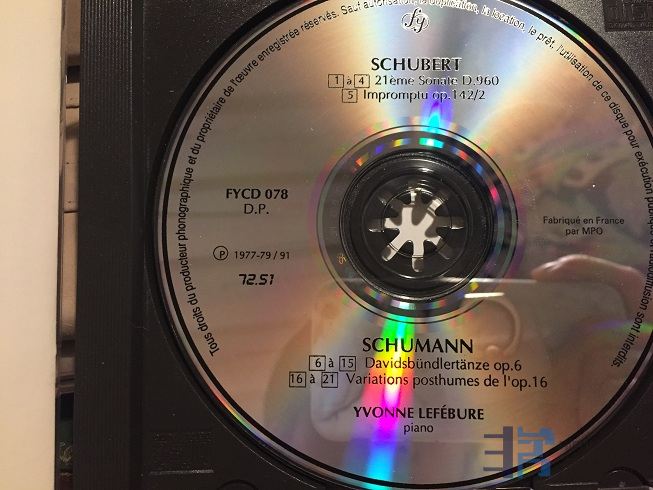 fy
SCHUBERT
1 à 4 21ème Sonate D.960
5 Impromptu op.142/2
FYCD 078
D.P.
Ⓟ 1977-79 / 91
72.51
Fabriqué en France
par MPO
SCHUMANN
6 à 15 Davidsbündlertänze op.6
16 à 21 Variations posthumes de l'op.16
YVONNE LEFÉBURE
piano
Tous droits du producteur phonographique et du propriétaire de l'œuvre enregistrée réservés. Sauf autorisation, la duplication, la location, le prêt, l'utilisation de ce disque pour exécution sont interdits.